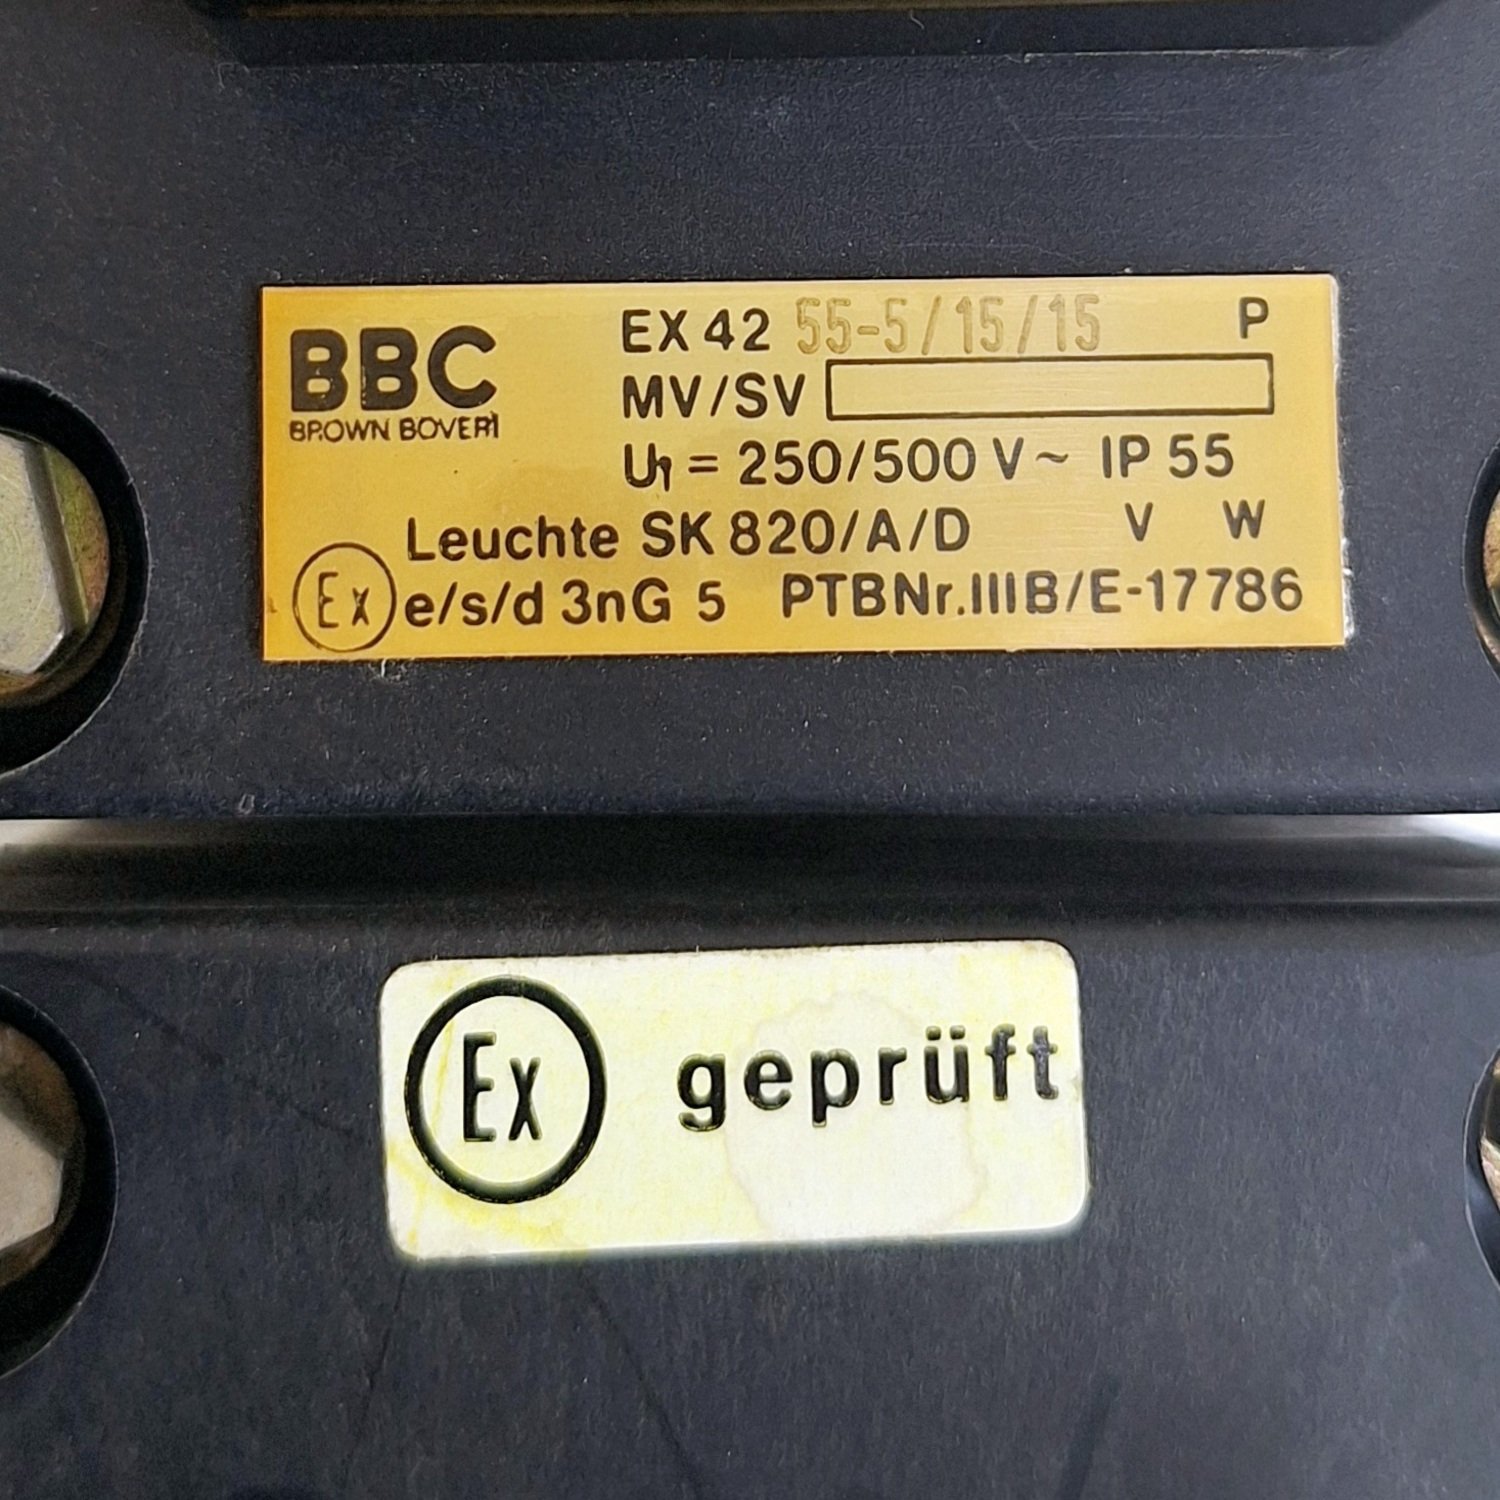 BBC
BROWN BOVERI
EX 42 55-5/15/15 P
MV/SV
U1 = 250/500 V ~ IP 55
Leuchte SK 820/A/D V W
Ex e/s/d 3nG 5 PTBNr.IIIB/E-17786
Ex geprüft